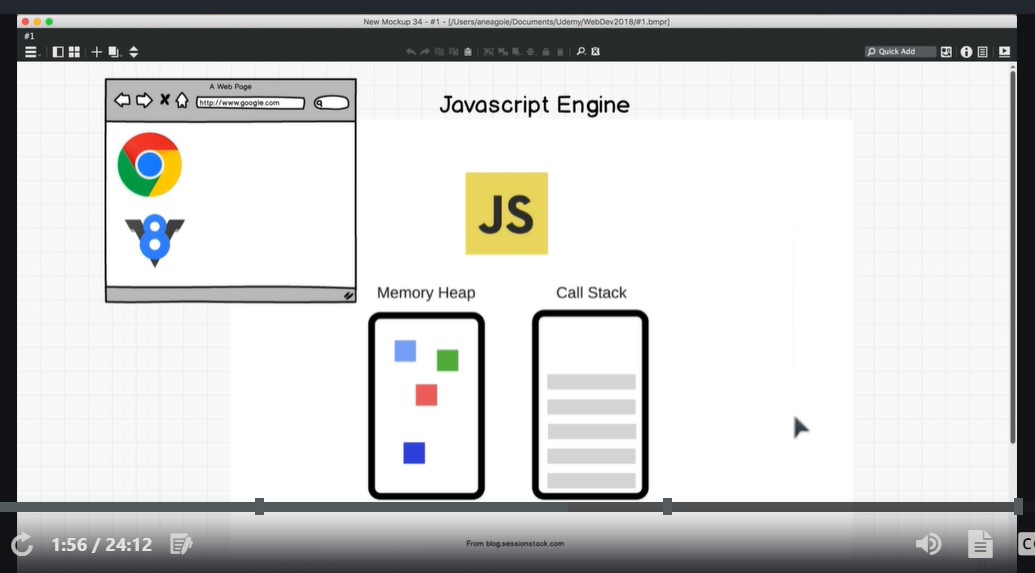 New Mockup 34 - #1 - [/Users/aneagoie/Documents/Udemy/WebDev2018/#1.bmpr]
#1
Quick Add
A Web Page
http://www.google.com
Javascript Engine
8
JS
Memory Heap
Call Stack
1:56 / 24:12
From blog.sessionstack.com